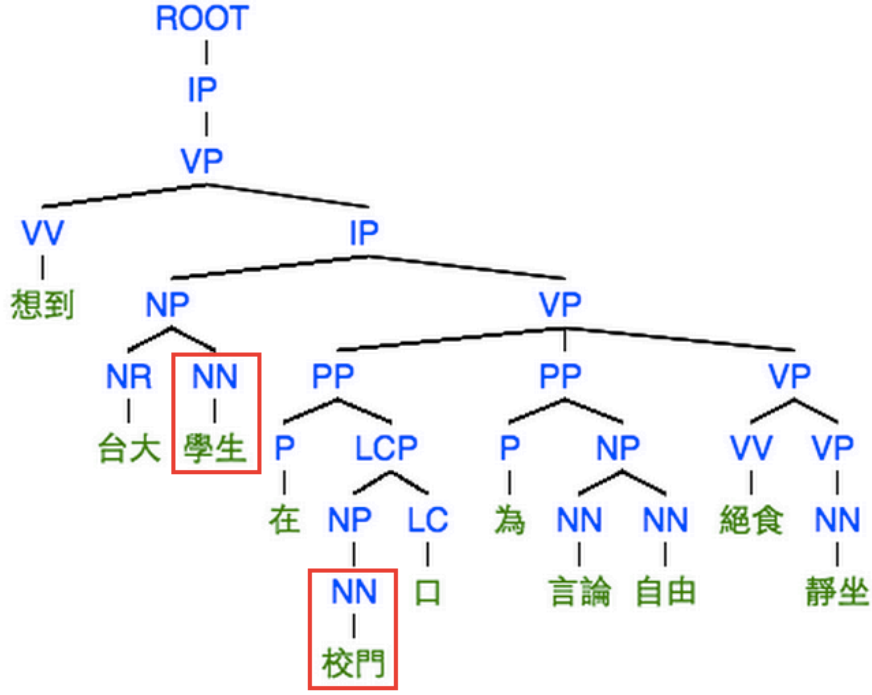 ROOT
IP
VP
VV IP
想到 NP VP
NR NN PP PP VP
台大 學生 P LCP P NP VV VP
在 NP LC 為 NN NN 絕食 NN
NN 口 言論 自由 靜坐
校門